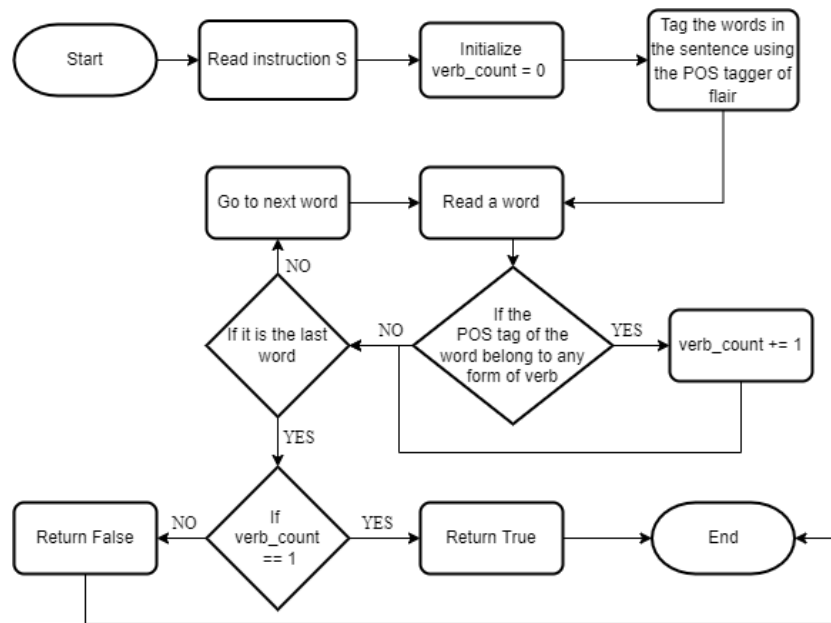 Start
Read instruction S
Initialize
verb_count = 0
Tag the words in
the sentence using
the POS tagger of
flair
Go to next word
Read a word
NO
If it is the last
word
NO
If the
POS tag of the
word belong to any
form of verb
YES
verb_count += 1
YES
Return False
NO
If
verb_count
== 1
YES
Return True
End